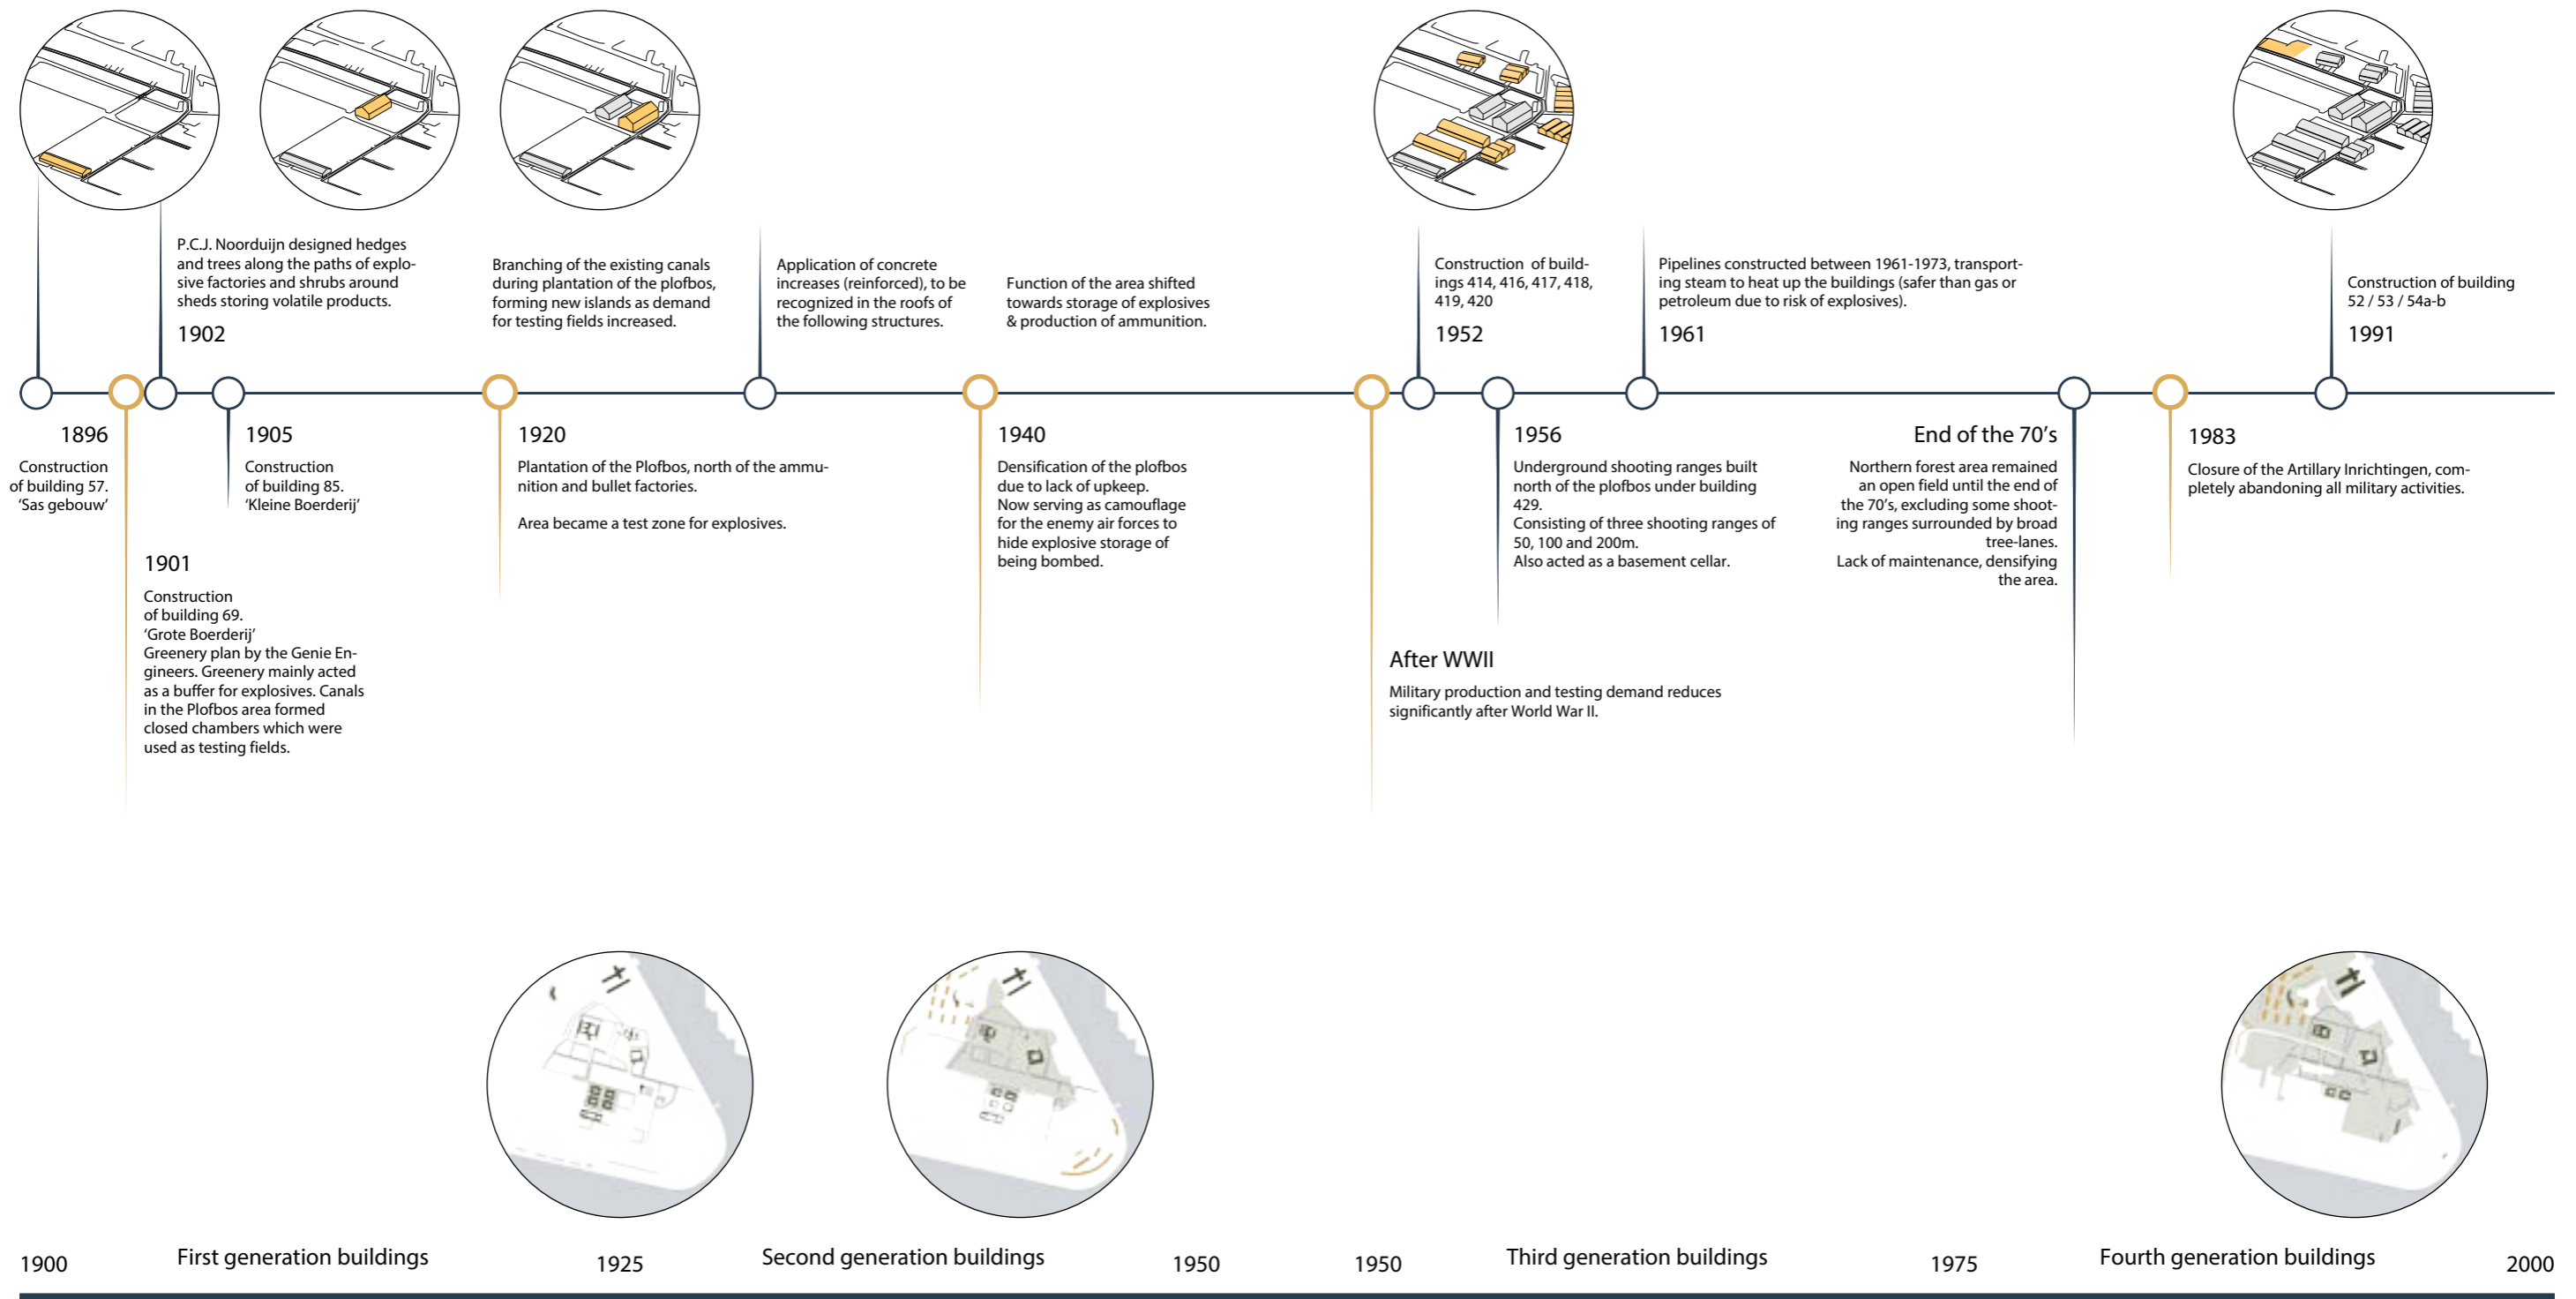 P.C.J. Noorduijn designed hedges
and trees along the paths of explo-
sive factories and shrubs around
sheds storing volatile products.
1902
Branching of the existing canals
during plantation of the plofbos,
forming new islands as demand
for testing fields increased.
Application of concrete
increases (reinforced), to be
recognized in the roofs of
the following structures.
Function of the area shifted
towards storage of explosives
& production of ammunition.
Construction  of build-
ings 414, 416, 417, 418,
419, 420
1952
Pipelines constructed between 1961-1973, transport-
ing steam to heat up the buildings (safer than gas or
petroleum due to risk of explosives).
1961
Construction of building
52 / 53 / 54a-b
1991
1896
Construction
of building 57.
‘Sas gebouw’
1901
Construction
of building 69.
‘Grote Boerderij’
Greenery plan by the Genie En-
gineers. Greenery mainly acted
as a buffer for explosives. Canals
in the Plofbos area formed
closed chambers which were
used as testing fields.
1905
Construction
of building 85.
‘Kleine Boerderij’
1920
Plantation of the Plofbos, north of the ammu-
nition and bullet factories.
Area became a test zone for explosives.
1940
Densification of the plofbos
due to lack of upkeep.
Now serving as camouflage
for the enemy air forces to
hide explosive storage of
being bombed.
After WWII
Military production and testing demand reduces
significantly after World War II.
1956
Underground shooting ranges built
north of the plofbos under building
429.
Consisting of three shooting ranges of
50, 100 and 200m.
Also acted as a basement cellar.
End of the 70’s
Northern forest area remained
an open field until the end of
the 70’s, excluding some shoot-
ing ranges surrounded by broad
tree-lanes.
Lack of maintenance, densifying
the area.
1983
Closure of the Artillary Inrichtingen, com-
pletely abandoning all military activities.
1900
First generation buildings
1925
Second generation buildings
1950
1950
Third generation buildings
1975
Fourth generation buildings
2000